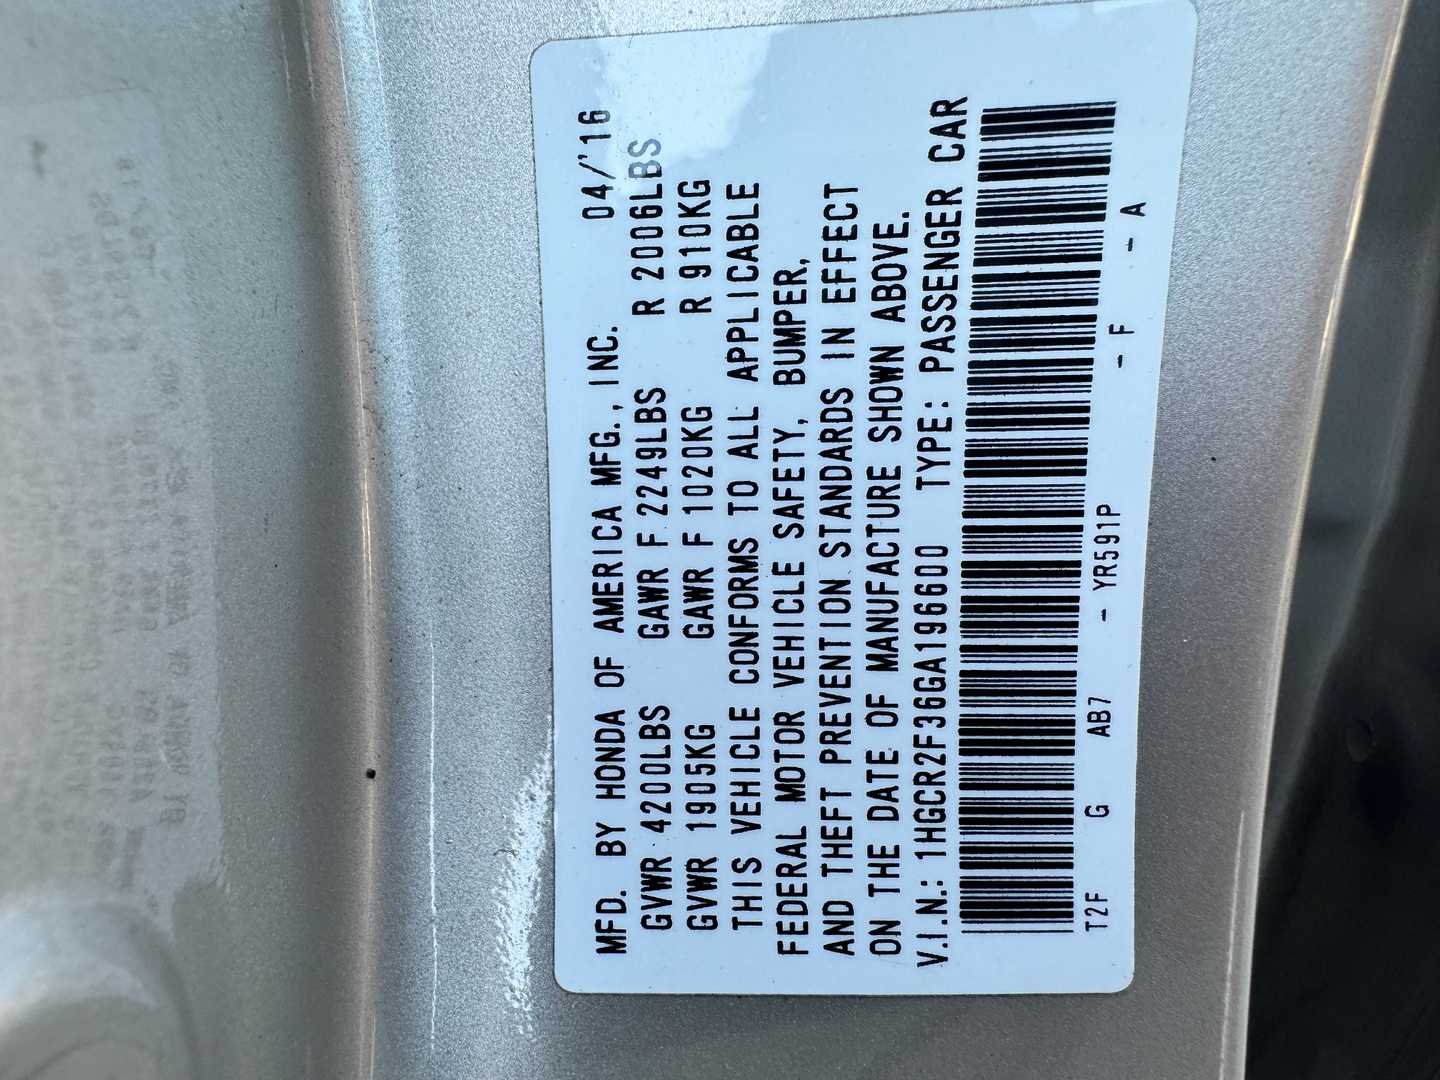 MFD. BY HONDA OF AMERICA MFG., INC. 04/'16
GVWR 4200LBS GAWR F 2249LBS R 2006LBS
GVWR 1905KG GAWR F 1020KG R 910KG
THIS VEHICLE CONFORMS TO ALL APPLICABLE
FEDERAL MOTOR VEHICLE SAFETY, BUMPER,
AND THEFT PREVENTION STANDARDS IN EFFECT
ON THE DATE OF MANUFACTURE SHOWN ABOVE.
V.I.N.: 1HGCR2F36GA196600 TYPE: PASSENGER CAR
T2F G AB7 - YR591P - F - A